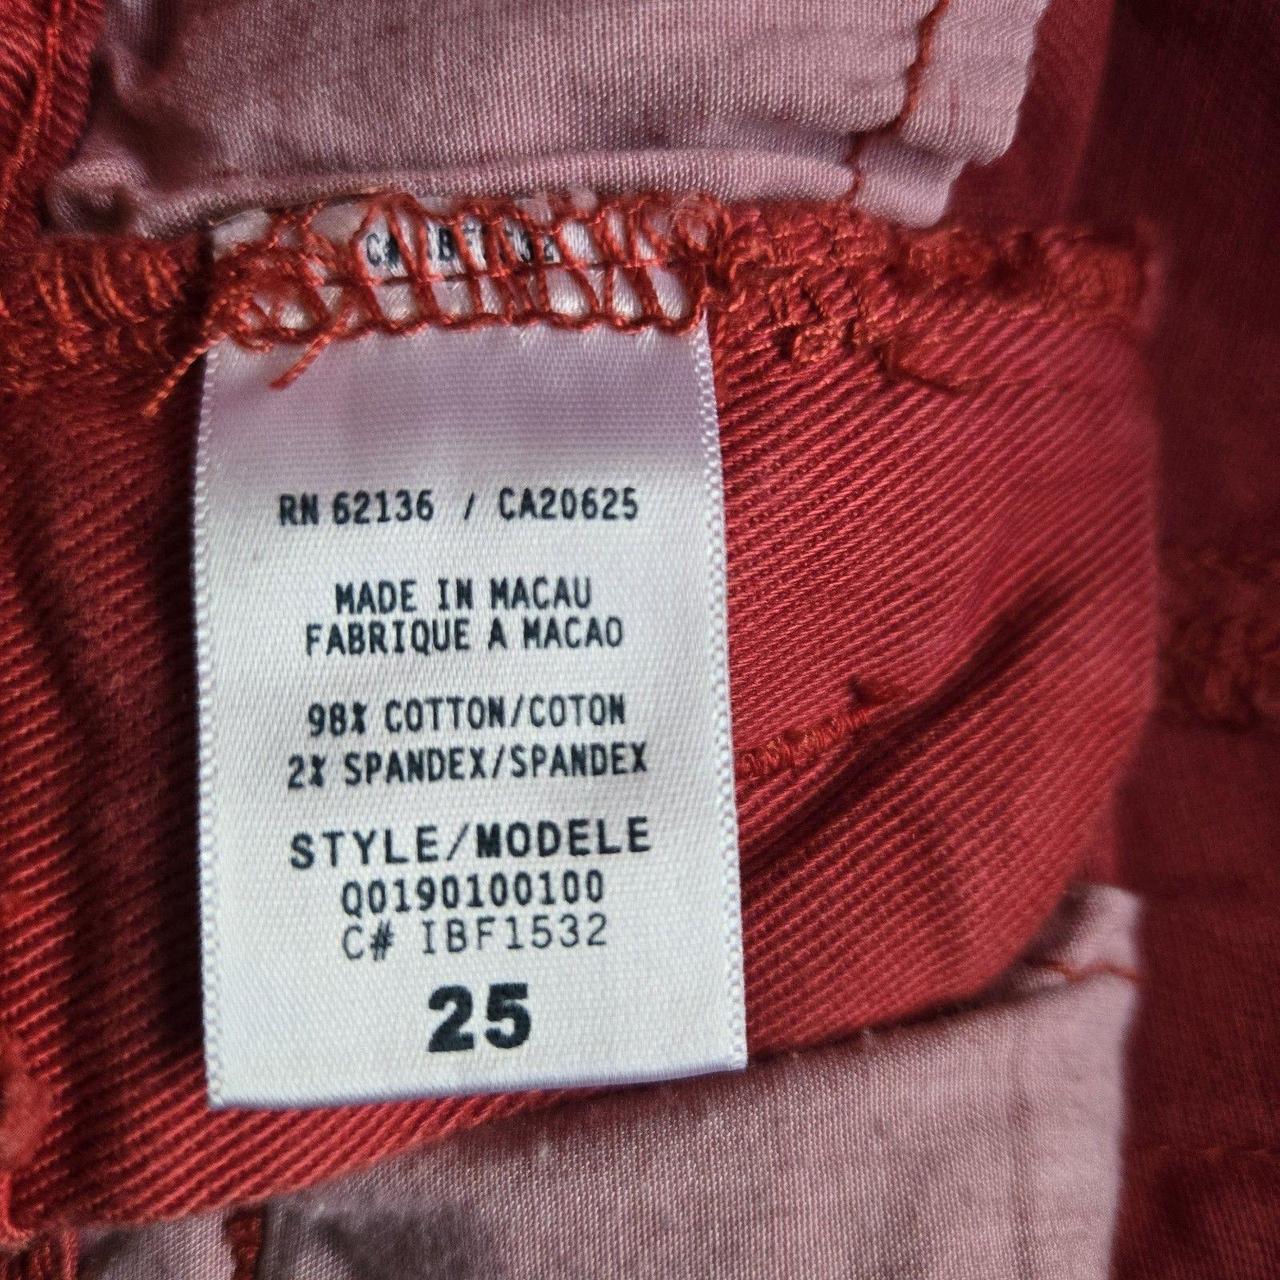 RN 62136 / CA20625
MADE IN MACAU
FABRIQUE A MACAO
98% COTTON/COTON
2% SPANDEX/SPANDEX
STYLE/MODELE
Q0190100100
C# IBF1532
25